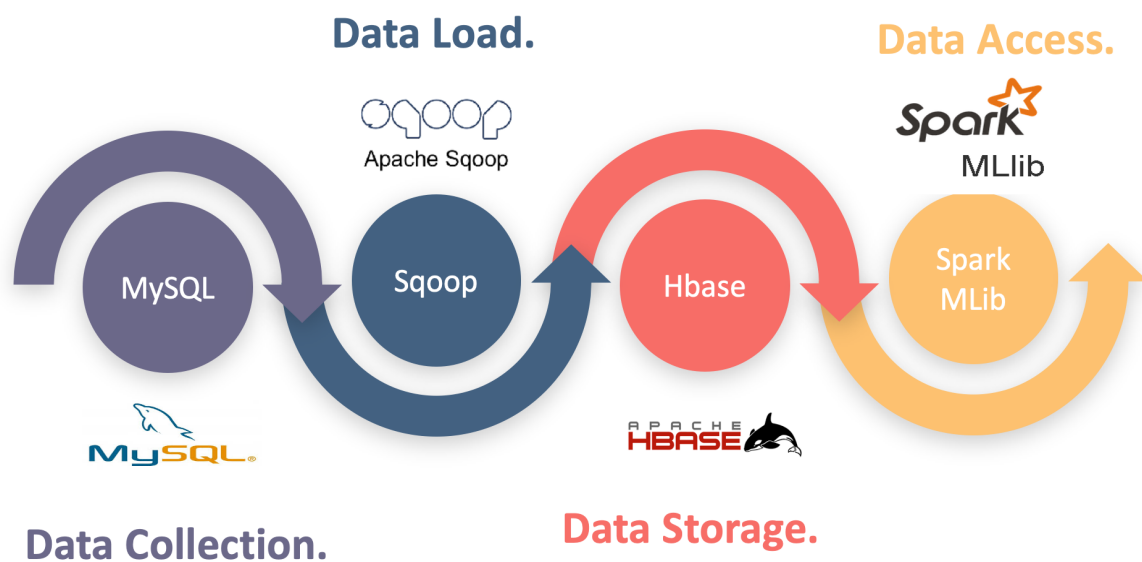 Data Load.
Data Access.
sqoop
Apache Sqoop
Spark
MLlib
MySQL
Sqoop
Hbase
Spark
MLib
MySQL®
APACHE
HBASE
Data Collection.
Data Storage.